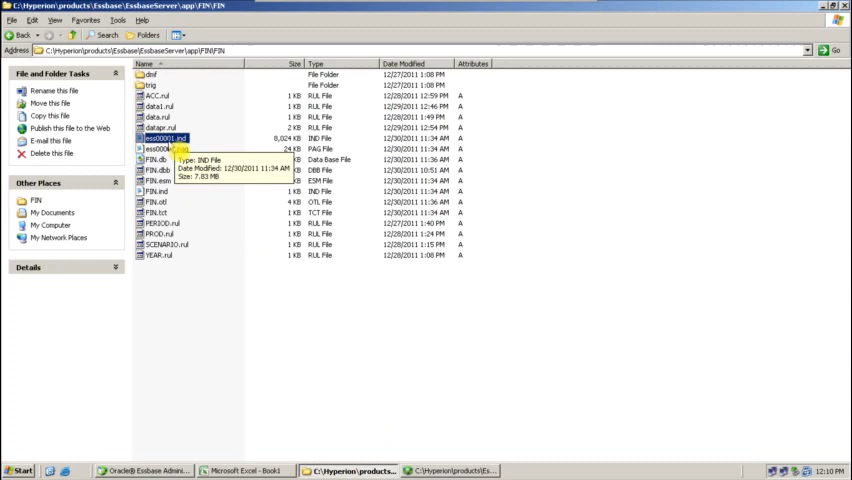 C:\Hyperion\products\Essbase\EssbaseServer\app\FIN\FIN
File Edit View Favorites Tools Help
Back Search Folders
Address C:\Hyperion\products\Essbase\EssbaseServer\app\FIN\FIN Go
File and Folder Tasks
Rename this file
Move this file
Copy this file
Publish this file to the Web
E-mail this file
Delete this file
Other Places
FIN
My Documents
My Computer
My Network Places
Details
Name Size Type Date Modified Attributes
dmf File Folder 12/27/2011 1:08 PM
trig File Folder 12/27/2011 1:08 PM
ACC.rul 1 KB RUL File 12/28/2011 12:59 PM A
data1.rul 1 KB RUL File 12/29/2011 12:46 PM A
data.rul 1 KB RUL File 12/28/2011 1:49 PM A
datapr.rul 2 KB RUL File 12/29/2011 12:54 PM A
ess00001.ind 8,024 KB IND File 12/30/2011 11:34 AM A
24 KB PAG File 12/30/2011 11:34 AM A
FIN.db Data Base File 12/30/2011 11:36 AM A
FIN.dbb DBB File 12/30/2011 10:51 AM A
FIN.esm 1 KB ESM File 12/30/2011 11:34 AM A
FIN.ind 1 KB IND File 12/30/2011 11:34 AM A
FIN.otl 4 KB OTL File 12/30/2011 11:36 AM A
FIN.tct 1 KB TCT File 12/30/2011 11:34 AM A
PERIOD.rul 1 KB RUL File 12/27/2011 1:40 PM A
PROD.rul 1 KB RUL File 12/28/2011 1:24 PM A
SCENARIO.rul 1 KB RUL File 12/28/2011 1:15 PM A
YEAR.rul 1 KB RUL File 12/28/2011 1:08 PM A
Type: IND File
Date Modified: 12/30/2011 11:34 AM
Size: 7.83 MB
Start Oracle® Essbase Admini... Microsoft Excel - Book1 C:\Hyperion\products... C:\Hyperion\products\Es... 12:10 PM